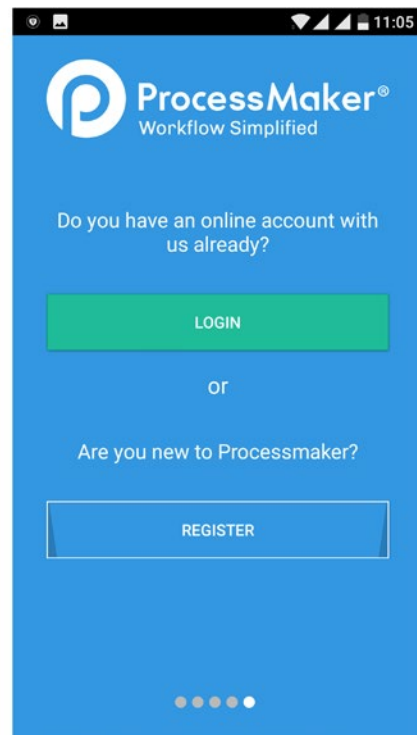 11:05
ProcessMaker®
Workflow Simplified
Do you have an online account with
us already?
LOGIN
or
Are you new to Processmaker?
REGISTER